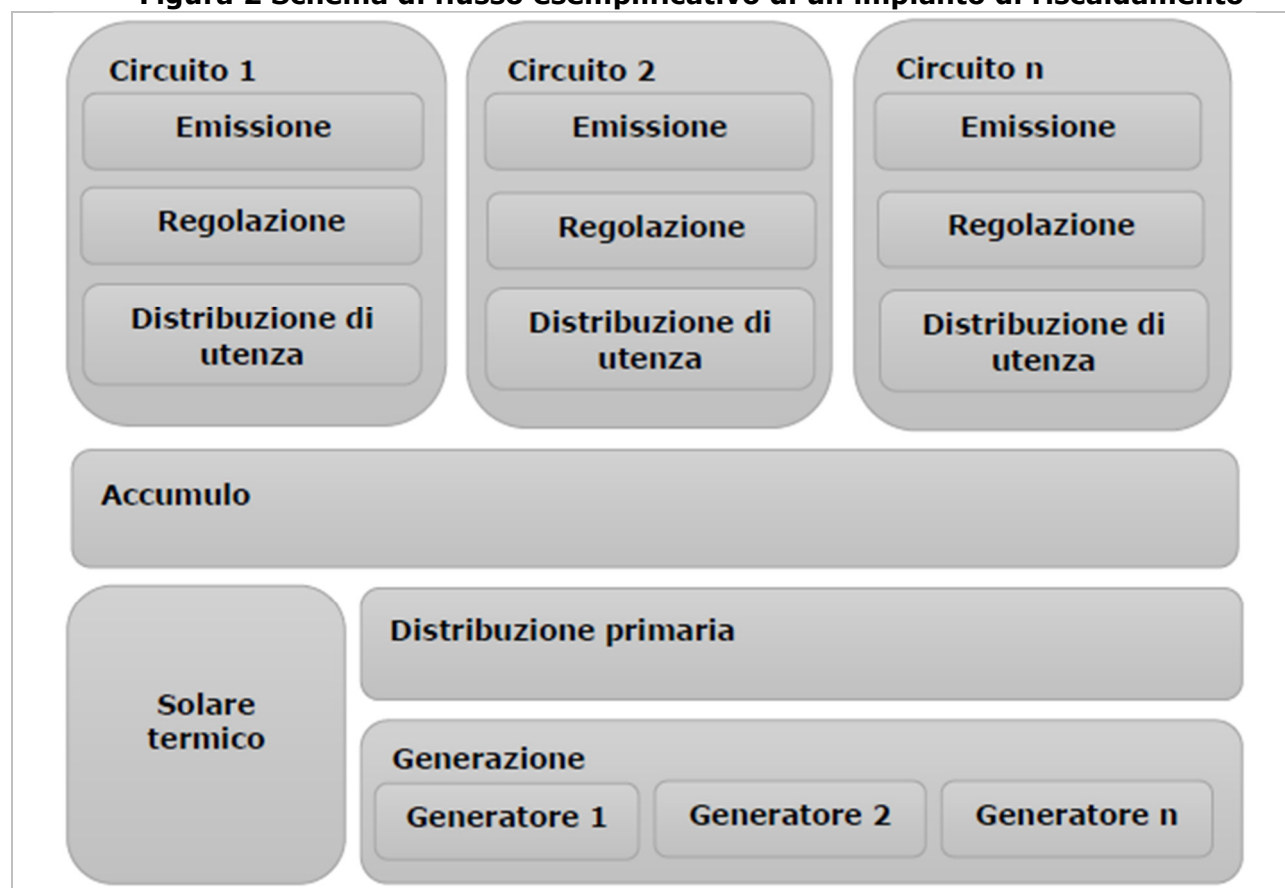 Figura 2 Schema di flusso esemplificativo di un impianto di riscaldamento
Circuito 1
Emissione
Regolazione
Distribuzione di
utenza
Circuito 2
Emissione
Regolazione
Distribuzione di
utenza
Circuito n
Emissione
Regolazione
Distribuzione di
utenza
Accumulo
Solare
termico
Distribuzione primaria
Generazione
Generatore 1
Generatore 2
Generatore n